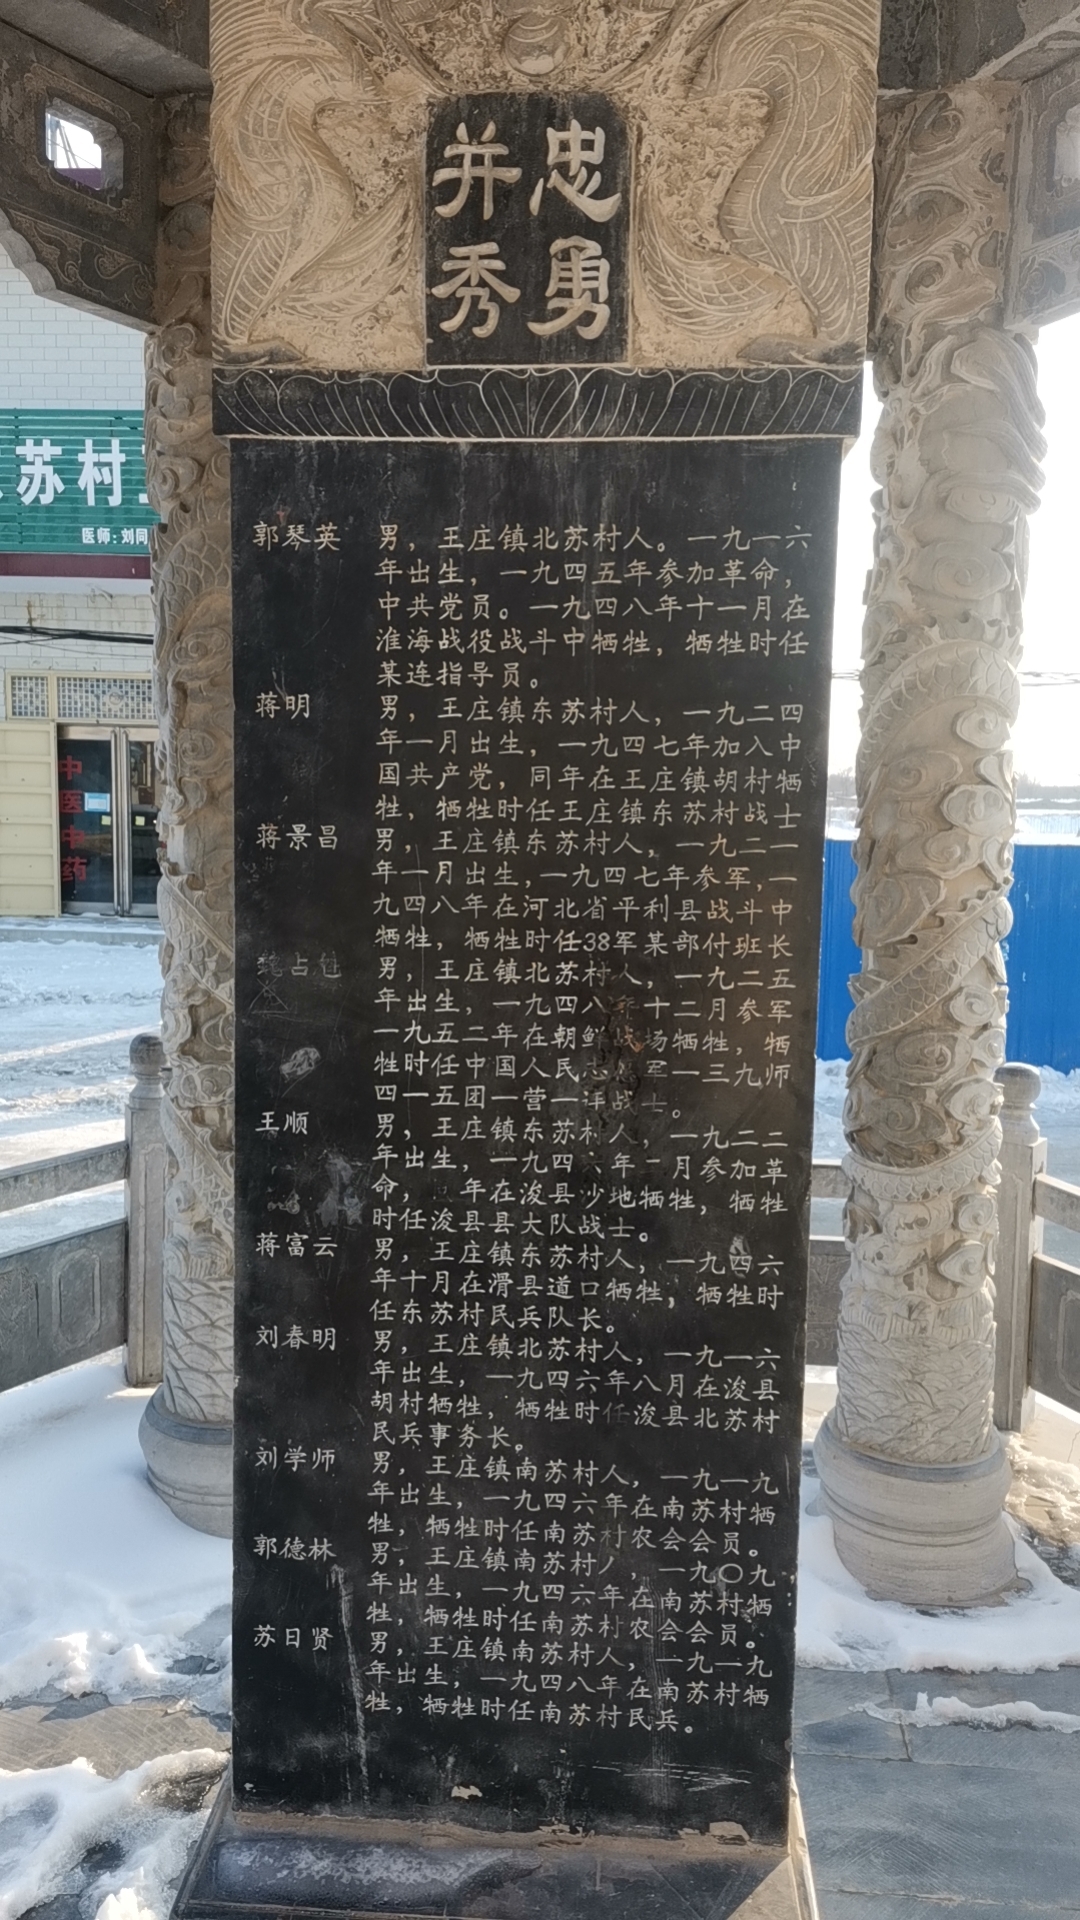 忠勇
并秀
苏村
医师:刘同
中医中药
郭琴英 男，王庄镇北苏村人。一九一六
年出生，一九四五年参加革命，
中共党员。一九四八年十一月在
淮海战役战斗中牺牲，牺牲时任
某连指导员。
蒋明 男，王庄镇东苏村人，一九二四
年一月出生，一九四七年加入中
国共产党，同年在王庄镇胡村牺
牲，牺牲时任王庄镇东苏村战士
蒋景昌 男，王庄镇东苏村人，一九二一
年一月出生,一九四七年参军,一
九四八年在河北省平利县战斗中
牺牲，牺牲时任38军某部付班长
魏占魁 男，王庄镇北苏村人，一九二五
年出生，一九四八年十二月参军
一九五二年在朝鲜战场牺牲，牺
牲时任中国人民志愿军一三九师
四一五团一营一连战士。
王顺 男，王庄镇东苏村人，一九二二
年出生，一九四六年二月参加革
命，年在浚县沙地牺牲，牺牲
时任浚县县大队战士。
蒋富云 男，王庄镇东苏村人，一九四六
年十月在滑县道口牺牲，牺牲时
任东苏村民兵队长。
刘春明 男，王庄镇北苏村人，一九一六
年出生，一九四六年八月在浚县
胡村牺牲，牺牲时任浚县北苏村
民兵事务长。
刘学师 男，王庄镇南苏村人，一九一九
年出生，一九四六年在南苏村牺
牲，牺牲时任南苏村农会会员。
郭德林 男，王庄镇南苏村人，一九〇九
年出生，一九四六年在南苏村牺
牲，牺牲时任南苏村农会会员。
苏日贤 男，王庄镇南苏村人，一九一九
年出生，一九四八年在南苏村牺
牲，牺牲时任南苏村民兵。